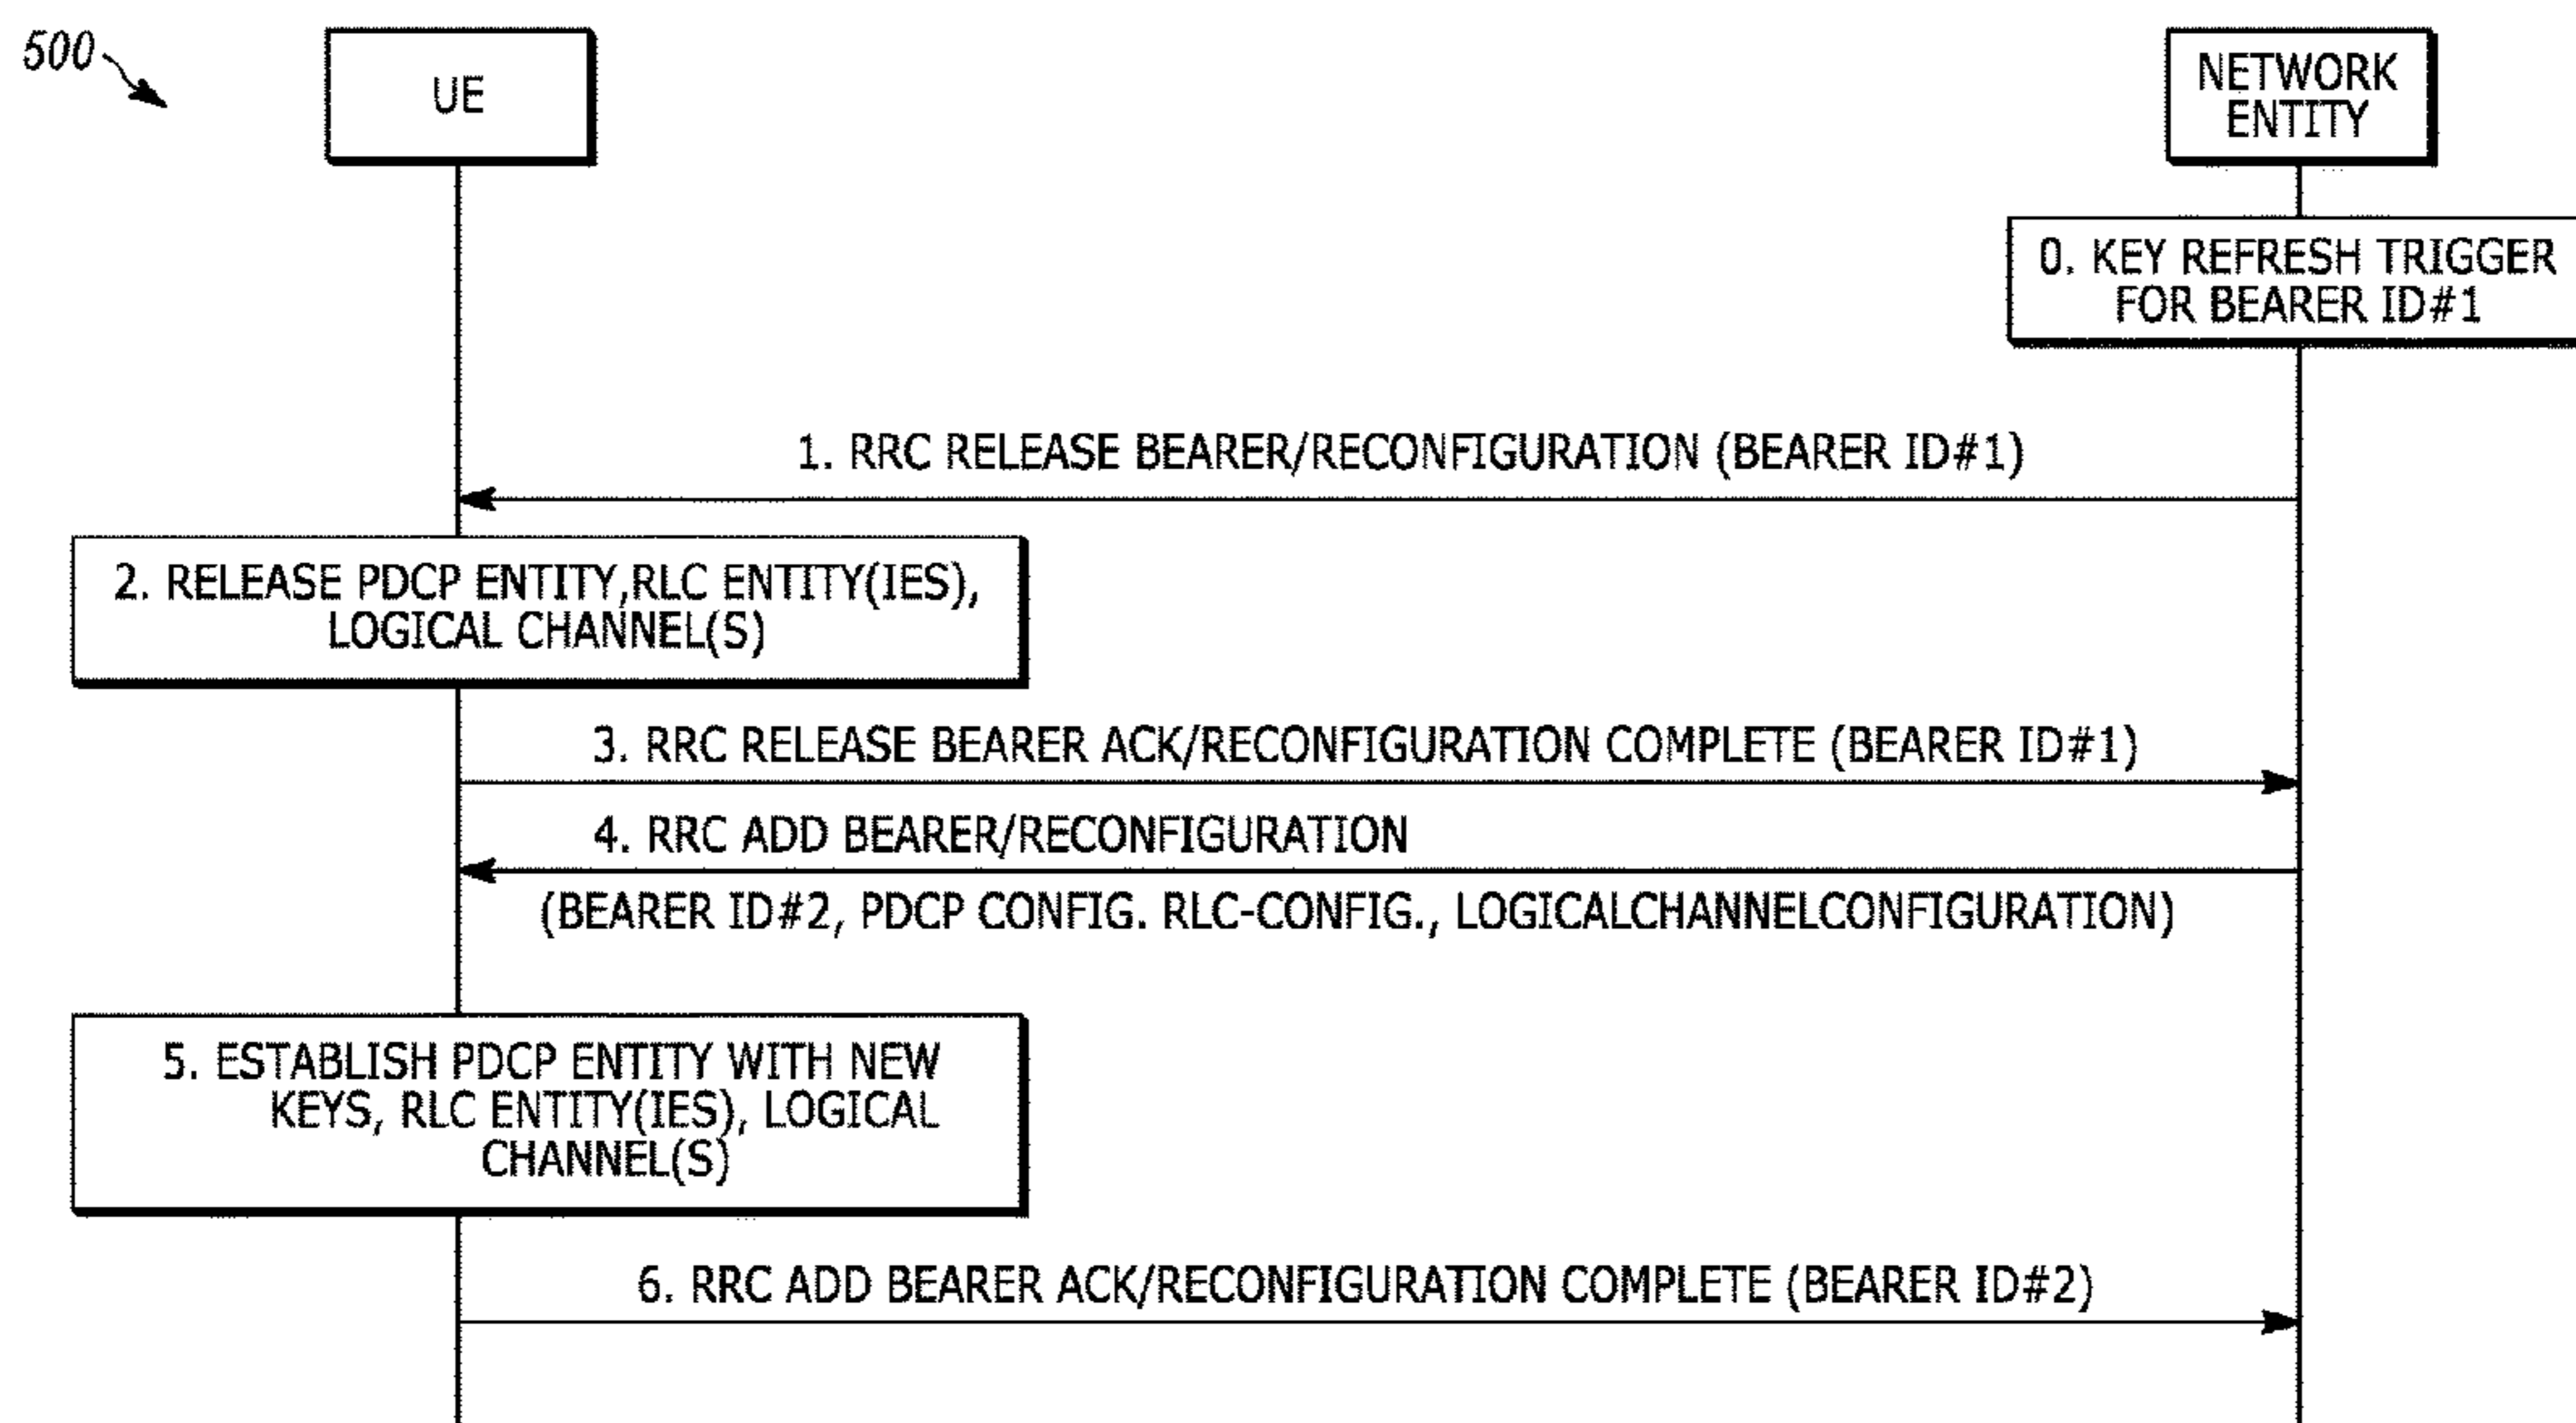 500
UE
NETWORK
ENTITY
0. KEY REFRESH TRIGGER
FOR BEARER ID#1
1. RRC RELEASE BEARER/RECONFIGURATION (BEARER ID#1)
2. RELEASE PDCP ENTITY,RLC ENTITY(IES),
LOGICAL CHANNEL(S)
3. RRC RELEASE BEARER ACK/RECONFIGURATION COMPLETE (BEARER ID#1)
4. RRC ADD BEARER/RECONFIGURATION
(BEARER ID#2, PDCP CONFIG. RLC-CONFIG., LOGICALCHANNELCONFIGURATION)
5. ESTABLISH PDCP ENTITY WITH NEW
KEYS, RLC ENTITY(IES), LOGICAL
CHANNEL(S)
6. RRC ADD BEARER ACK/RECONFIGURATION COMPLETE (BEARER ID#2)